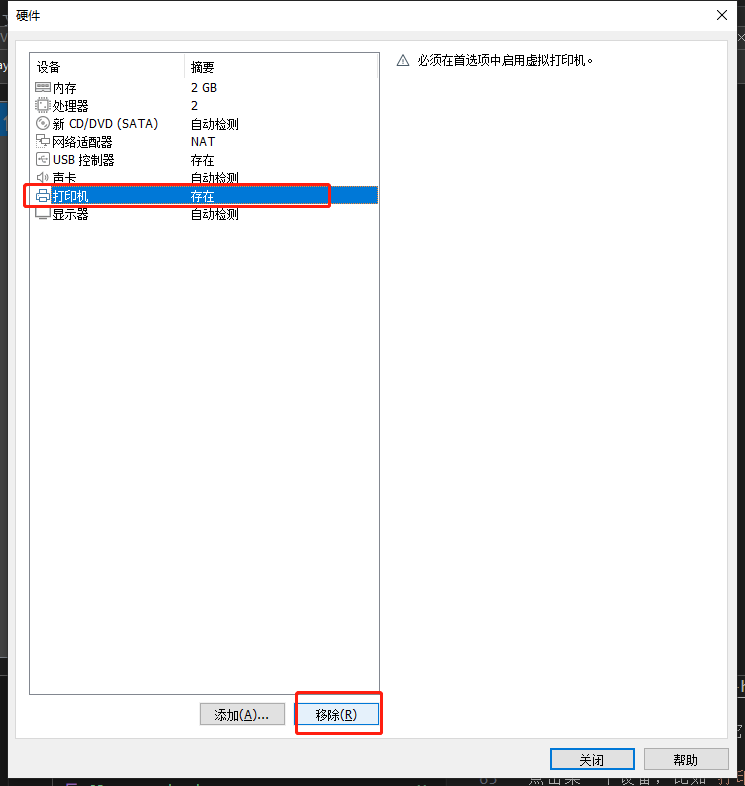 硬件
设备 摘要
内存 2 GB
处理器 2
新 CD/DVD (SATA) 自动检测
网络适配器 NAT
USB 控制器 存在
声卡 自动检测
打印机 存在
显示器 自动检测
必须在首选项中启用虚拟打印机。
添加(A)... 移除(R)
关闭 帮助